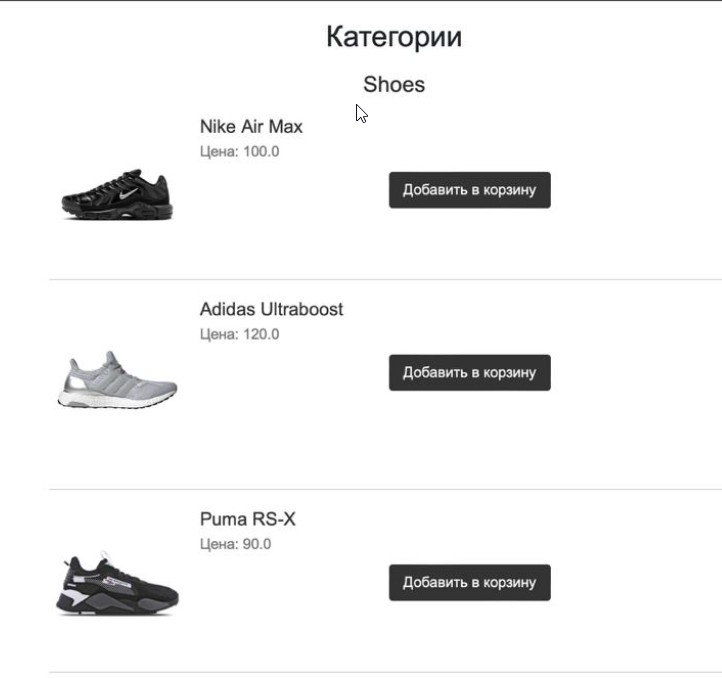 Категории
Shoes
Nike Air Max
Цена: 100.0
Добавить в корзину
Adidas Ultraboost
Цена: 120.0
Добавить в корзину
Puma RS-X
Цена: 90.0
Добавить в корзину